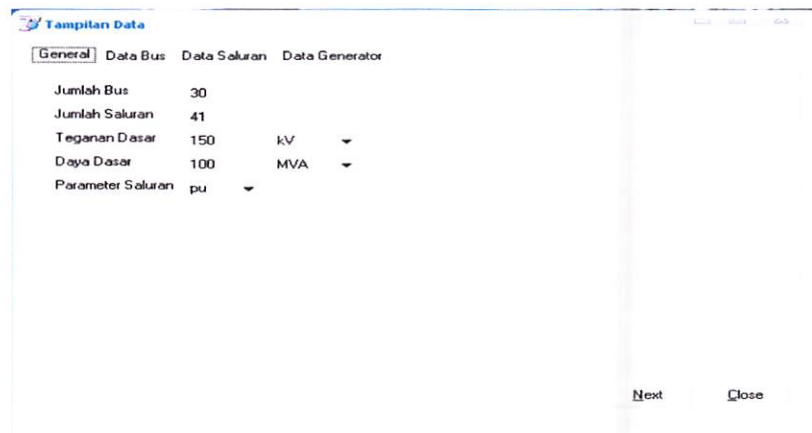 Tampilan Data
General Data Bus Data Saluran Data Generator
Jumlah Bus 30
Jumlah Saluran 41
Teganan Dasar 150 kV
Daya Dasar 100 MVA
Parameter Saluran pu
Next Close